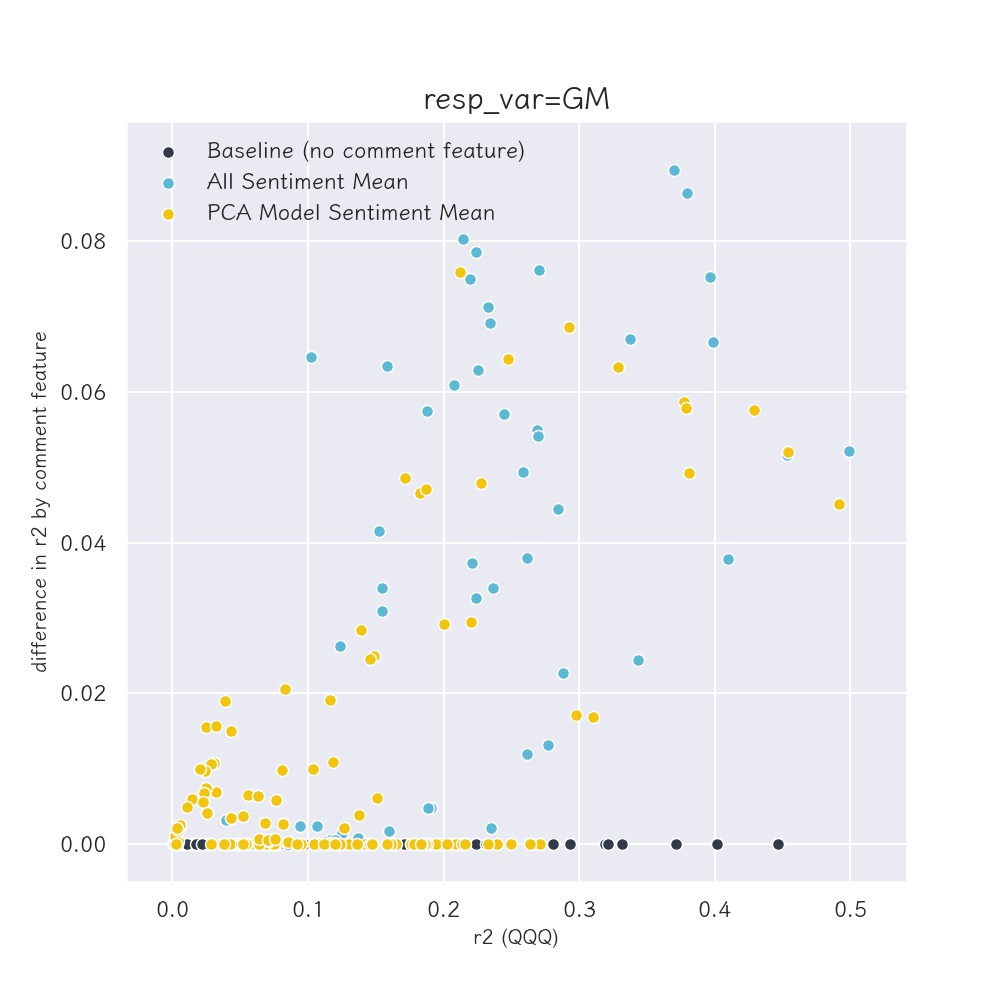 resp_var=GM
Baseline (no comment feature)
All Sentiment Mean
PCA Model Sentiment Mean
difference in r2 by comment feature
0.08
0.06
0.04
0.02
0.00
0.0 0.1 0.2 0.3 0.4 0.5
r2 (QQQ)